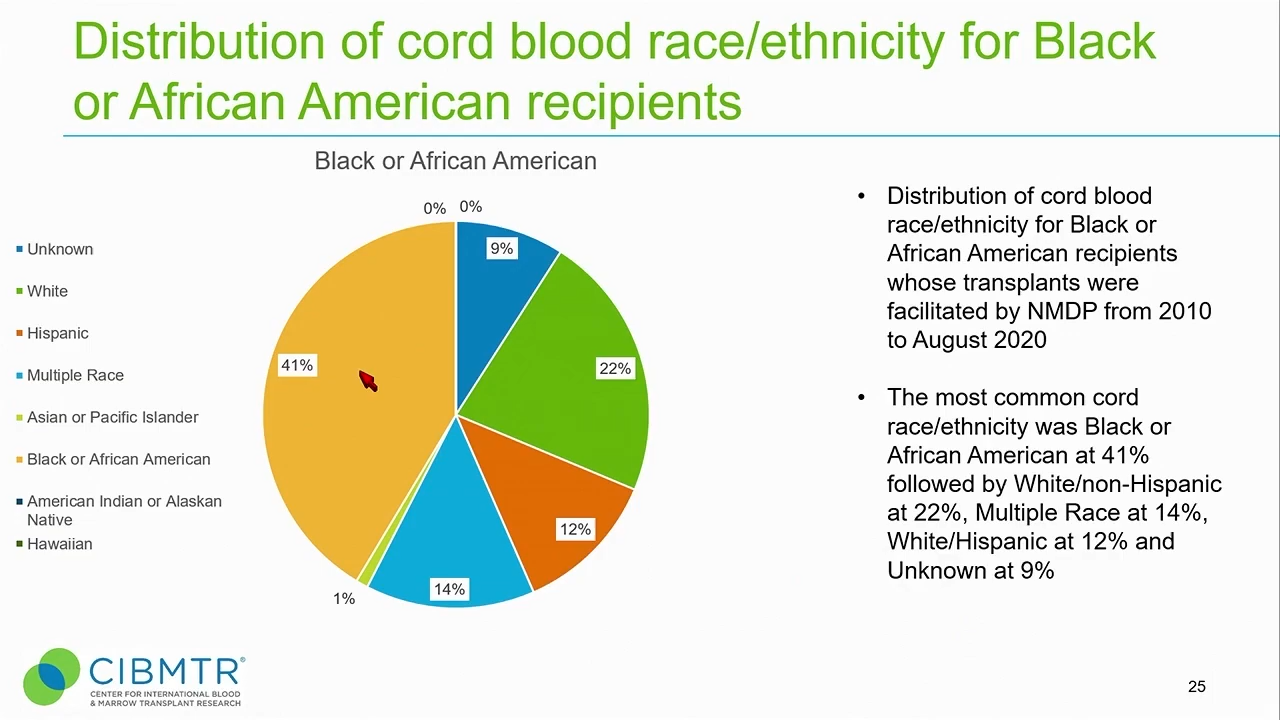 Distribution of cord blood race/ethnicity for Black
or African American recipients
Black or African American
0%
0%
9%
22%
12%
14%
1%
41%
Unknown
White
Hispanic
Multiple Race
Asian or Pacific Islander
Black or African American
American Indian or Alaskan
Native
Hawaiian
• Distribution of cord blood
race/ethnicity for Black or
African American recipients
whose transplants were
facilitated by NMDP from 2010
to August 2020
• The most common cord
race/ethnicity was Black or
African American at 41%
followed by White/non-Hispanic
at 22%, Multiple Race at 14%,
White/Hispanic at 12% and
Unknown at 9%
CIBMTR®
CENTER FOR INTERNATIONAL BLOOD
& MARROW TRANSPLANT RESEARCH
25